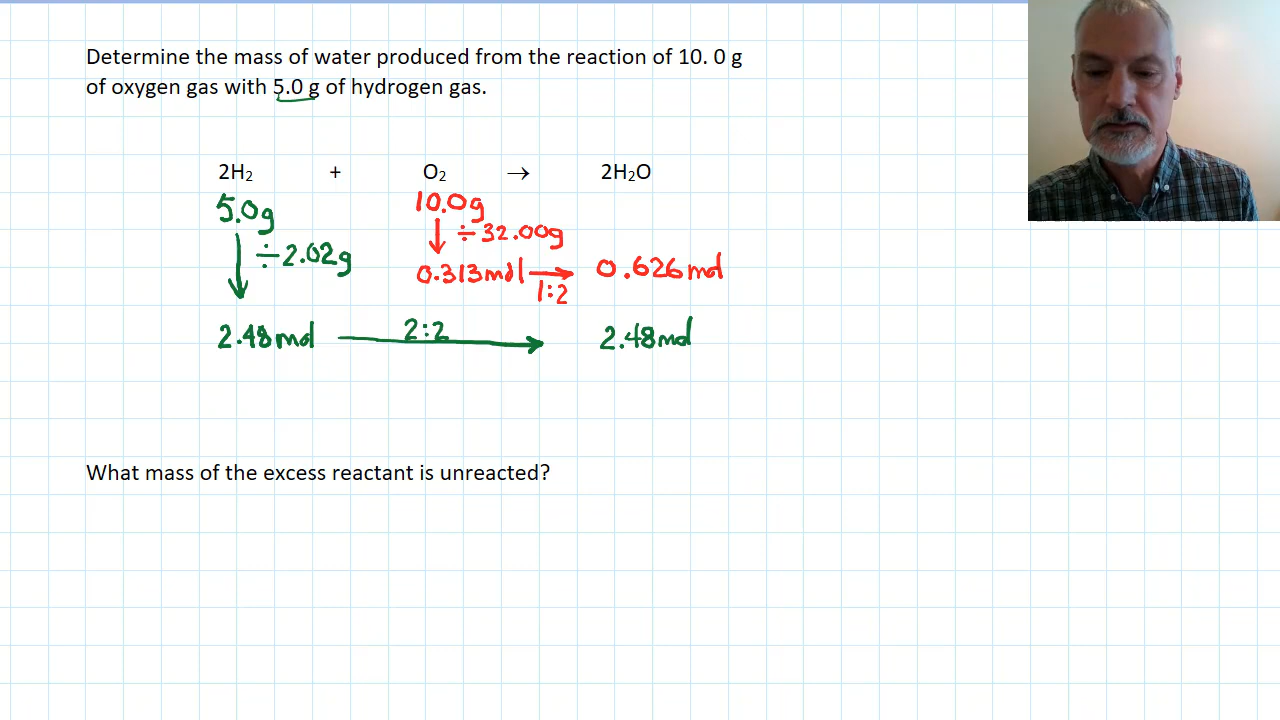 Determine the mass of water produced from the reaction of 10. 0 g
of oxygen gas with 5.0 g of hydrogen gas.
2H₂ + O₂ → 2H₂O
5.0g 10.0g
÷2.02g ÷32.00g
0.313mol 0.626mol
1:2
2.48mol 2:2 2.48mol
What mass of the excess reactant is unreacted?